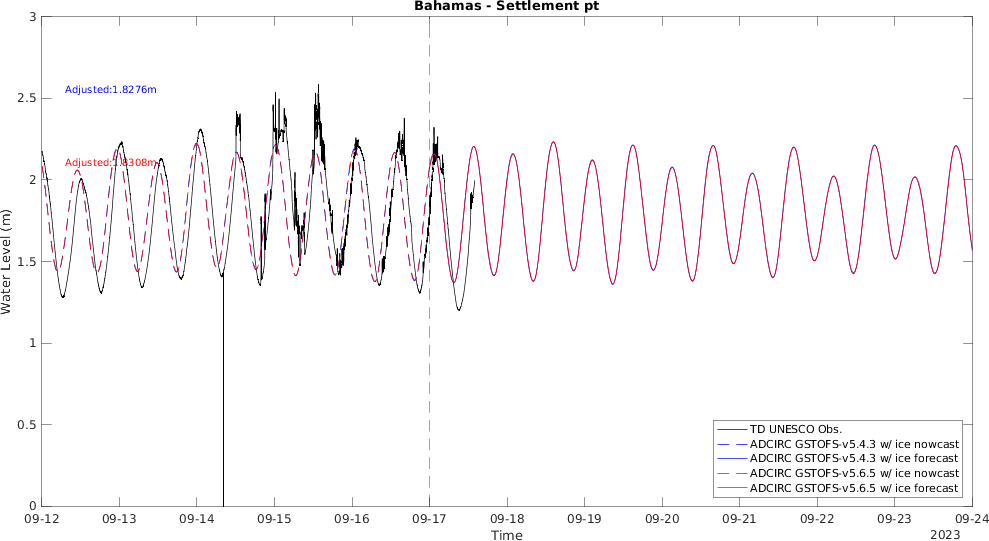 Bahamas - Settlement pt
Water Level (m)
3
2.5
2
1.5
1
0.5
0
Adjusted:1.8276m
Adjusted:1.8308m
TD UNESCO Obs.
ADCIRC GSTOFS-v5.4.3 w/ ice nowcast
ADCIRC GSTOFS-v5.4.3 w/ ice forecast
ADCIRC GSTOFS-v5.6.5 w/ ice nowcast
ADCIRC GSTOFS-v5.6.5 w/ ice forecast
09-12 09-13 09-14 09-15 09-16 09-17 09-18 09-19 09-20 09-21 09-22 09-23 09-24
Time
2023